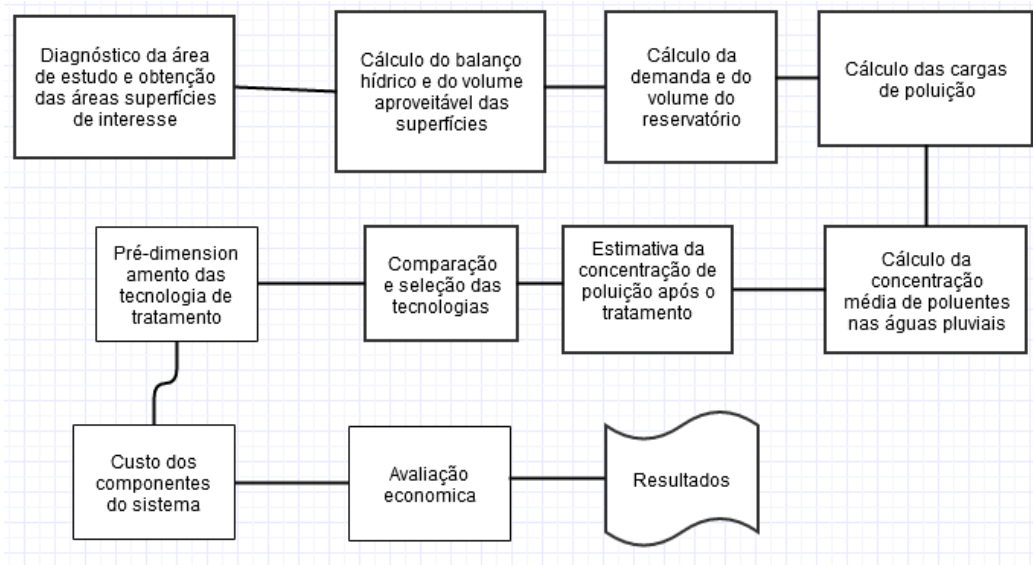 Diagnóstico da área
de estudo e obtenção
das áreas superfícies
de interesse
Cálculo do balanço
hídrico e do volume
aproveitável das
superfícies
Cálculo da
demanda e do
volume do
reservatório
Cálculo das cargas
de poluição
Cálculo da
concentração
média de poluentes
nas águas pluviais
Estimativa da
concentração de
poluição após o
tratamento
Comparação
e seleção das
tecnologias
Pré-dimension
amento das
tecnologia de
tratamento
Custo dos
componentes
do sistema
Avaliação
economica
Resultados